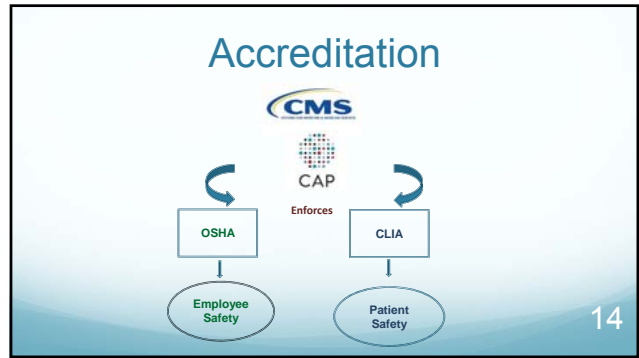 Accreditation
CMS
CAP
Enforces
OSHA
CLIA
Employee
Safety
Patient
Safety
14